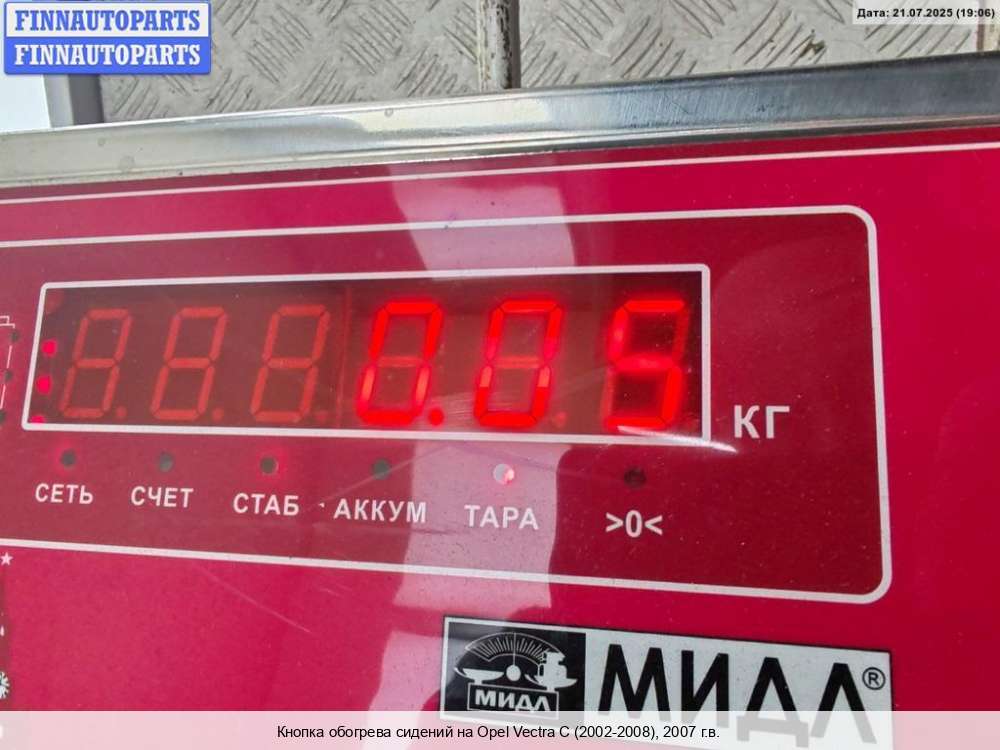 FINNAUTOPARTS
FINNAUTOPARTS
Дата: 21.07.2025 (19:06)
0.05
КГ
СЕТЬ СЧЕТ СТАБ АККУМ ТАРА >0<
МИДЛ
МИДЛ®
Кнопка обогрева сидений на Opel Vectra C (2002-2008), 2007 г.в.